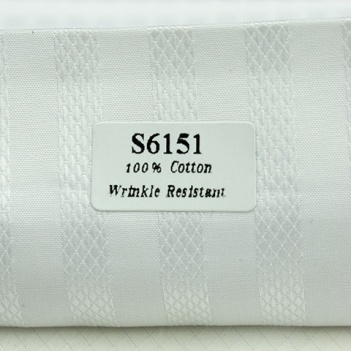 S6151
100% Cotton
Wrinkle Resistant